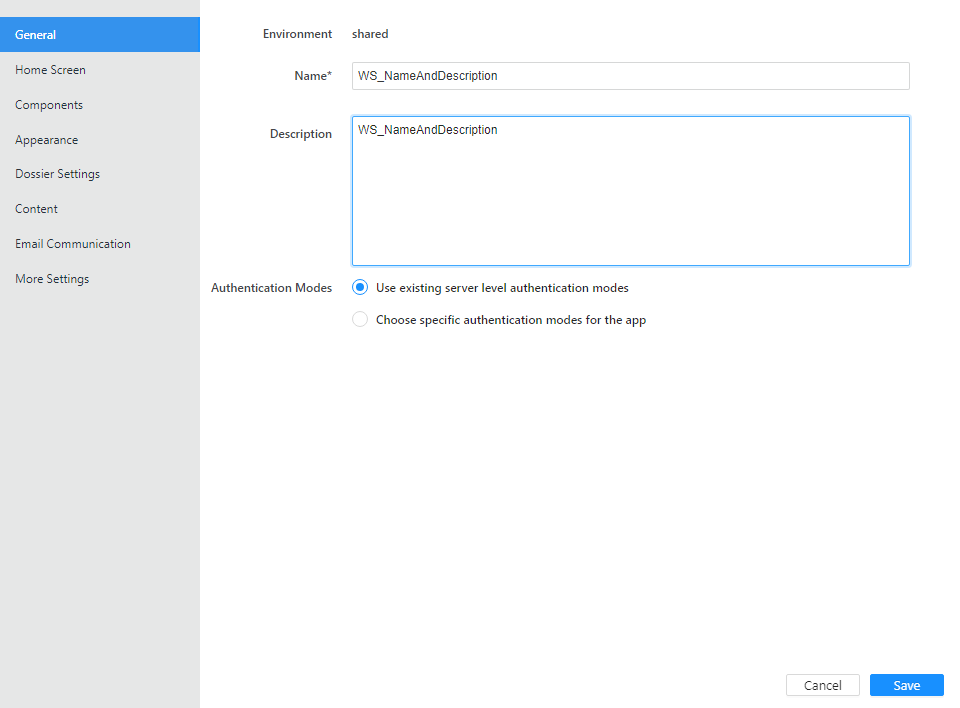 General
Home Screen
Components
Appearance
Dossier Settings
Content
Email Communication
More Settings
Environment shared
Name* WS_NameAndDescription
Description WS_NameAndDescription
Authentication Modes Use existing server level authentication modes
Choose specific authentication modes for the app
Cancel Save